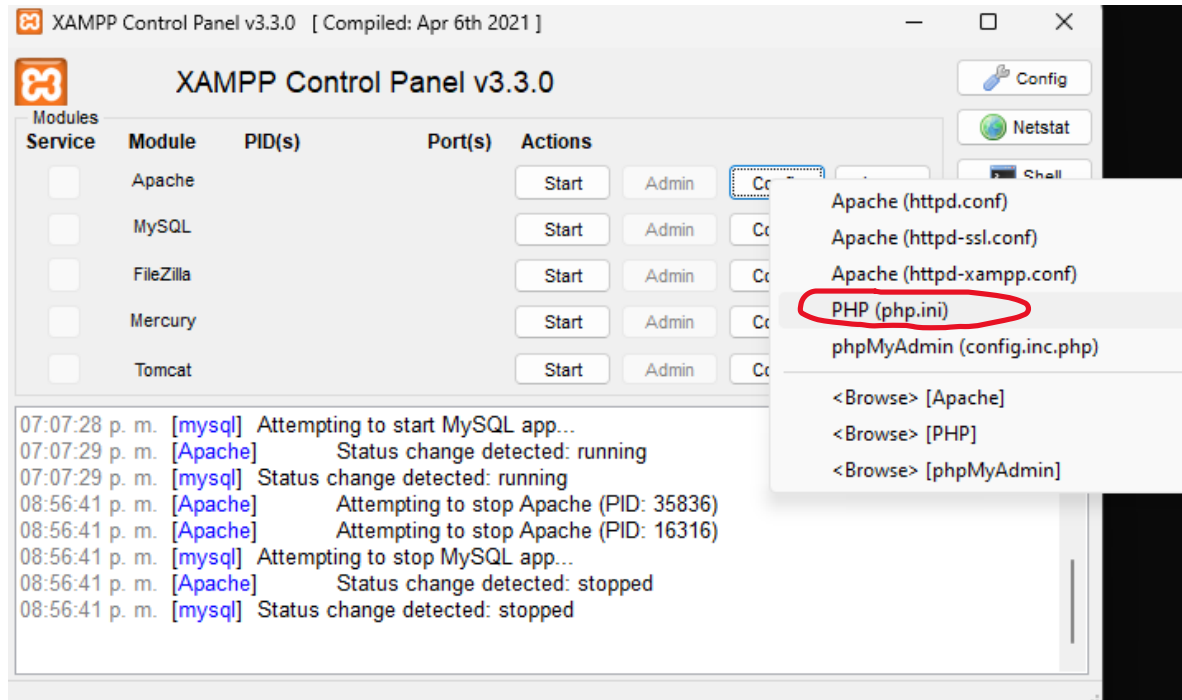 XAMPP Control Panel v3.3.0 [ Compiled: Apr 6th 2021 ]
XAMPP Control Panel v3.3.0
Config
Modules
Netstat
Service Module PID(s) Port(s) Actions
Shell
Apache Start Admin
MySQL Start Admin
FileZilla Start Admin
Mercury Start Admin
Tomcat Start Admin
Apache (httpd.conf)
Apache (httpd-ssl.conf)
Apache (httpd-xampp.conf)
PHP (php.ini)
phpMyAdmin (config.inc.php)
<Browse> [Apache]
<Browse> [PHP]
<Browse> [phpMyAdmin]
07:07:28 p. m. [mysql] Attempting to start MySQL app...
07:07:29 p. m. [Apache] Status change detected: running
07:07:29 p. m. [mysql] Status change detected: running
08:56:41 p. m. [Apache] Attempting to stop Apache (PID: 35836)
08:56:41 p. m. [Apache] Attempting to stop Apache (PID: 16316)
08:56:41 p. m. [mysql] Attempting to stop MySQL app...
08:56:41 p. m. [Apache] Status change detected: stopped
08:56:41 p. m. [mysql] Status change detected: stopped